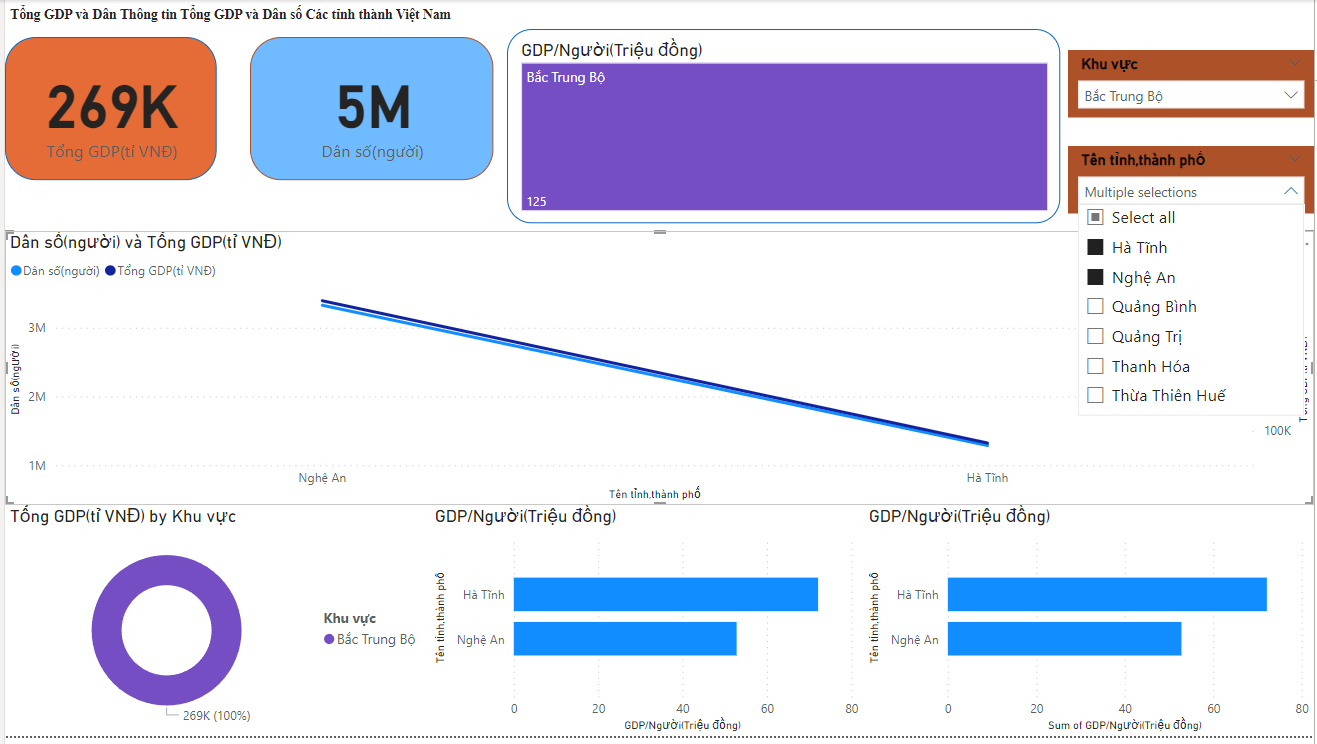 Tổng GDP và Dân Thông tin Tổng GDP và Dân số Các tỉnh thành Việt Nam
269K
Tổng GDP(tỉ VNĐ)
5M
Dân số(người)
GDP/Người(Triệu đồng)
Bắc Trung Bộ
125
Khu vực
Bắc Trung Bộ
Tên tỉnh,thành phố
Multiple selections
Select all
Hà Tĩnh
Nghệ An
Quảng Bình
Quảng Trị
Thanh Hóa
Thừa Thiên Huế
Dân số(người) và Tổng GDP(tỉ VNĐ)
Dân số(người) Tổng GDP(tỉ VNĐ)
3M
2M
1M
Dân số(người)
100K
Nghệ An
Hà Tĩnh
Tên tỉnh,thành phố
Tổng GDP(tỉ VNĐ) by Khu vực
Khu vực
Bắc Trung Bộ
269K (100%)
GDP/Người(Triệu đồng)
Tên tỉnh,thành phố
Hà Tĩnh
Nghệ An
0 20 40 60 80
GDP/Người(Triệu đồng)
GDP/Người(Triệu đồng)
Tên tỉnh,thành phố
Hà Tĩnh
Nghệ An
0 20 40 60 80
Sum of GDP/Người(Triệu đồng)